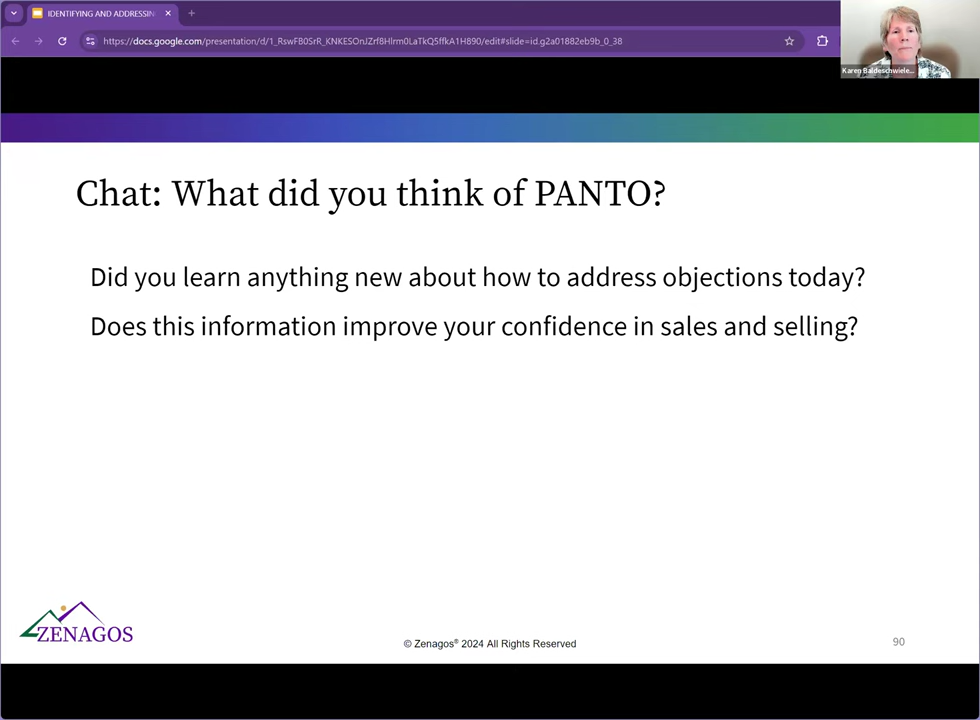 IDENTIFYING AND ADDRESSIN
https://docs.google.com/presentation/d/1_RswFB0SrR_KNKESOnJZrf8Hlrm0LaTkQ5ffkA1H890/edit#slide=id.g2a01882eb9b_0_38
Karen Baldeschwiele...
Chat: What did you think of PANTO?
Did you learn anything new about how to address objections today?
Does this information improve your confidence in sales and selling?
ZENAGOS
© Zenagos® 2024 All Rights Reserved
90